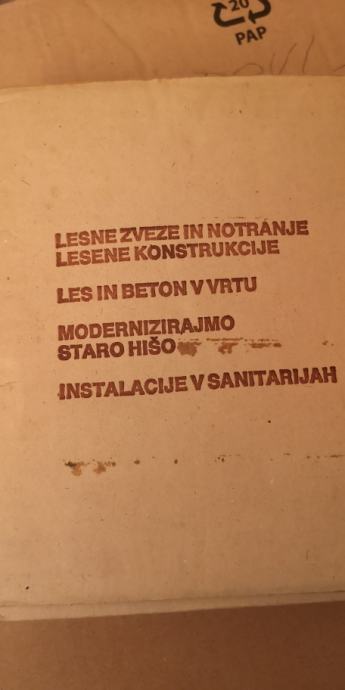 20
PAP
LESNE ZVEZE IN NOTRANJE
LESENE KONSTRUKCIJE
LES IN BETON V VRTU
MODERNIZIRAJMO
STARO HIŠO
INSTALACIJE V SANITARIJAH